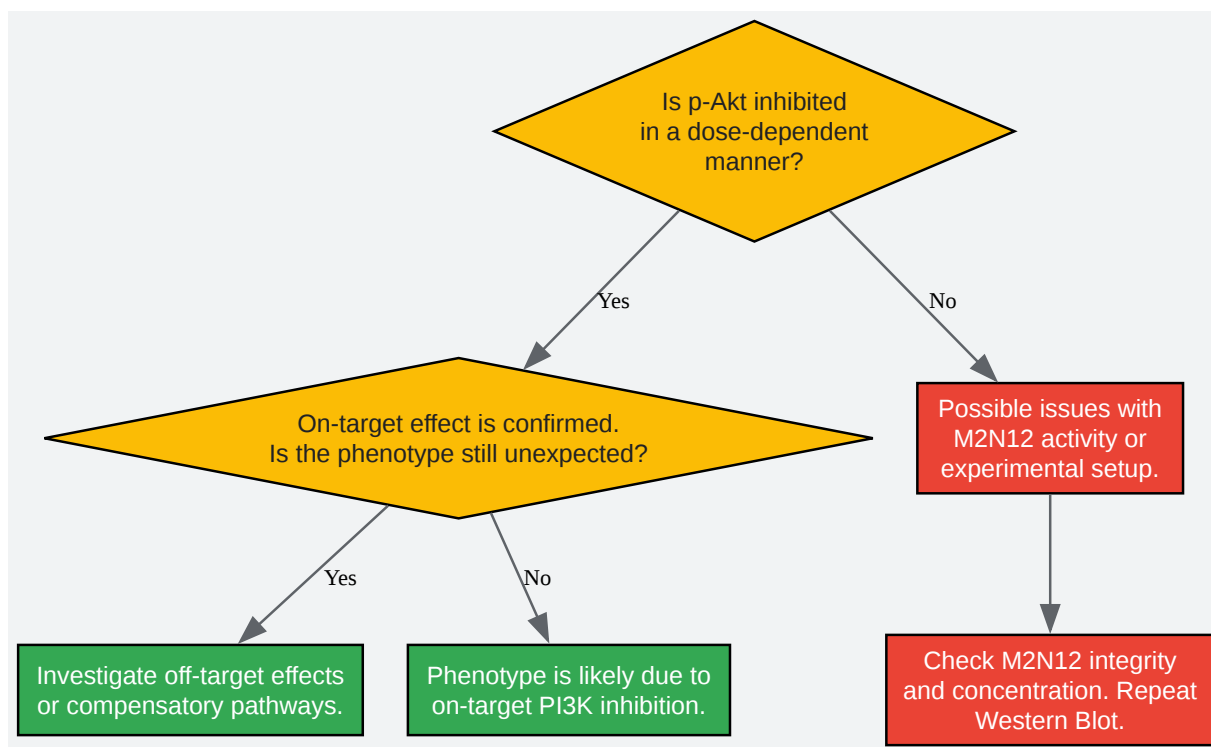 Is p-Akt inhibited
in a dose-dependent
manner?
Yes
No
On-target effect is confirmed.
Is the phenotype still unexpected?
Possible issues with
M2N12 activity or
experimental setup.
Yes
No
Investigate off-target effects
or compensatory pathways.
Phenotype is likely due to
on-target PI3K inhibition.
Check M2N12 integrity
and concentration. Repeat
Western Blot.